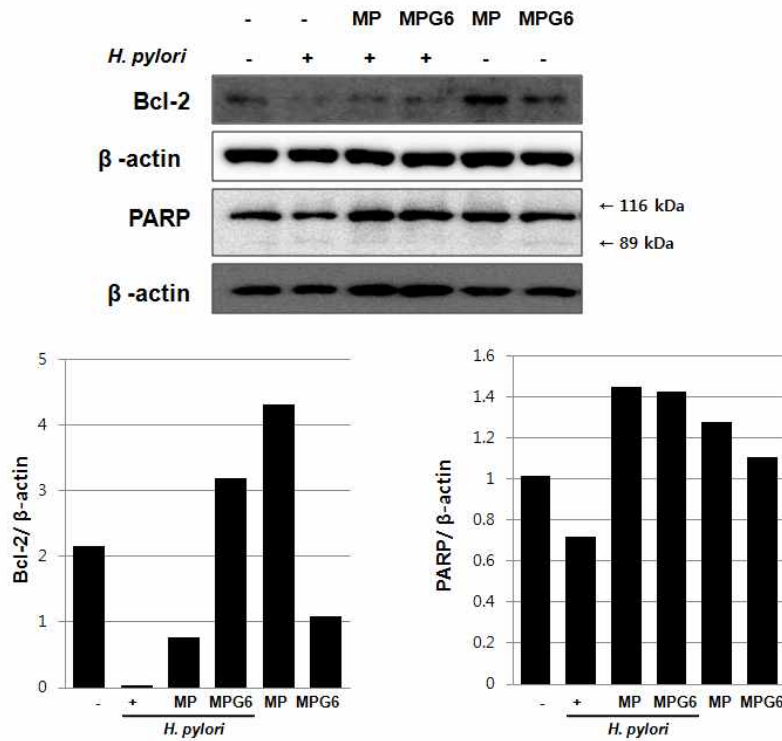 - - MP MPG6 MP MPG6
H. pylori - + + + - -
Bcl-2
β -actin
PARP
← 116 kDa
← 89 kDa
β -actin
Bcl-2/ β-actin
5
4
3
2
1
0
- + MP MPG6 MP MPG6
H. pylori
PARP/ β-actin
1.6
1.4
1.2
1
0.8
0.6
0.4
0.2
0
- + MP MPG6 MP MPG6
H. pylori